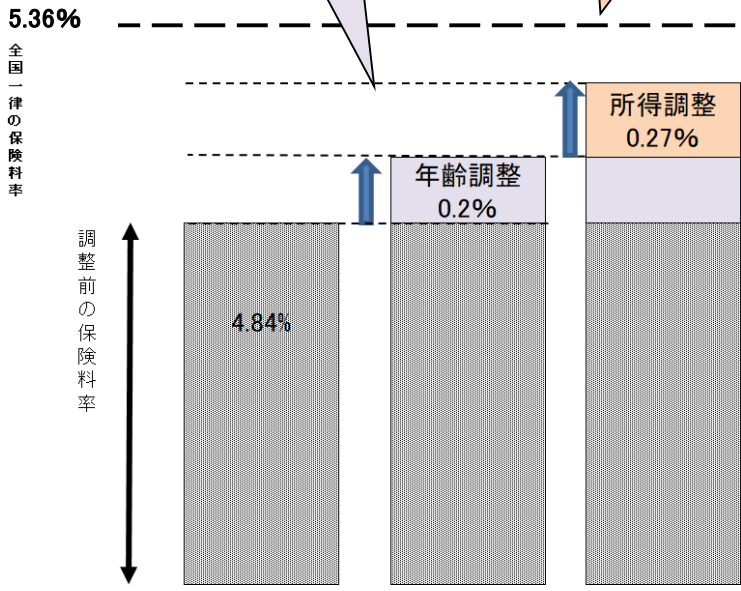 5.36%
全国一律の保険料率
所得調整
0.27%
年齢調整
0.2%
調整前の保険料率
4.84%